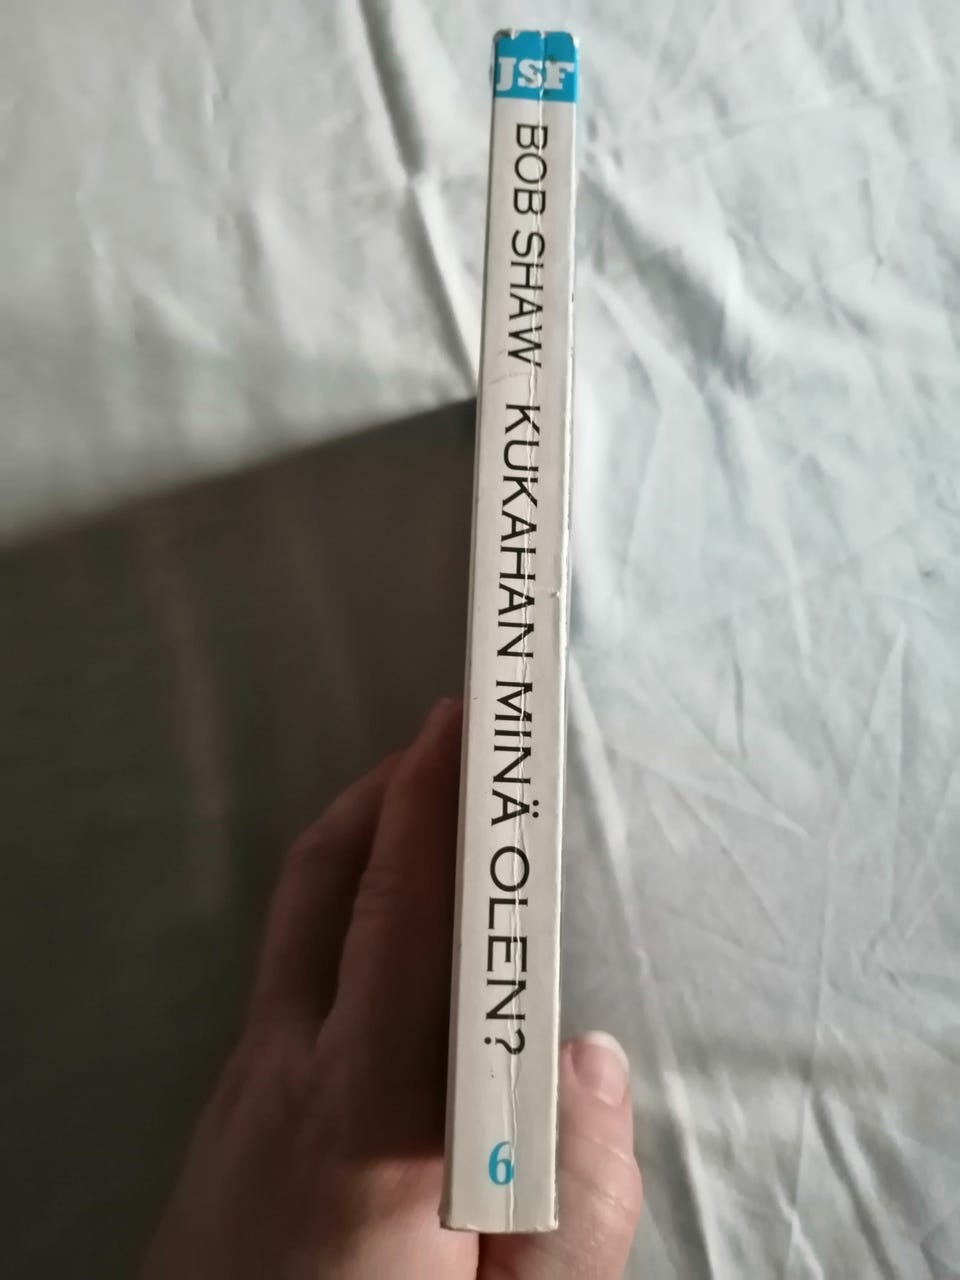 JSF
BOB SHAW KUKAHAN MINÄ OLEN?
6